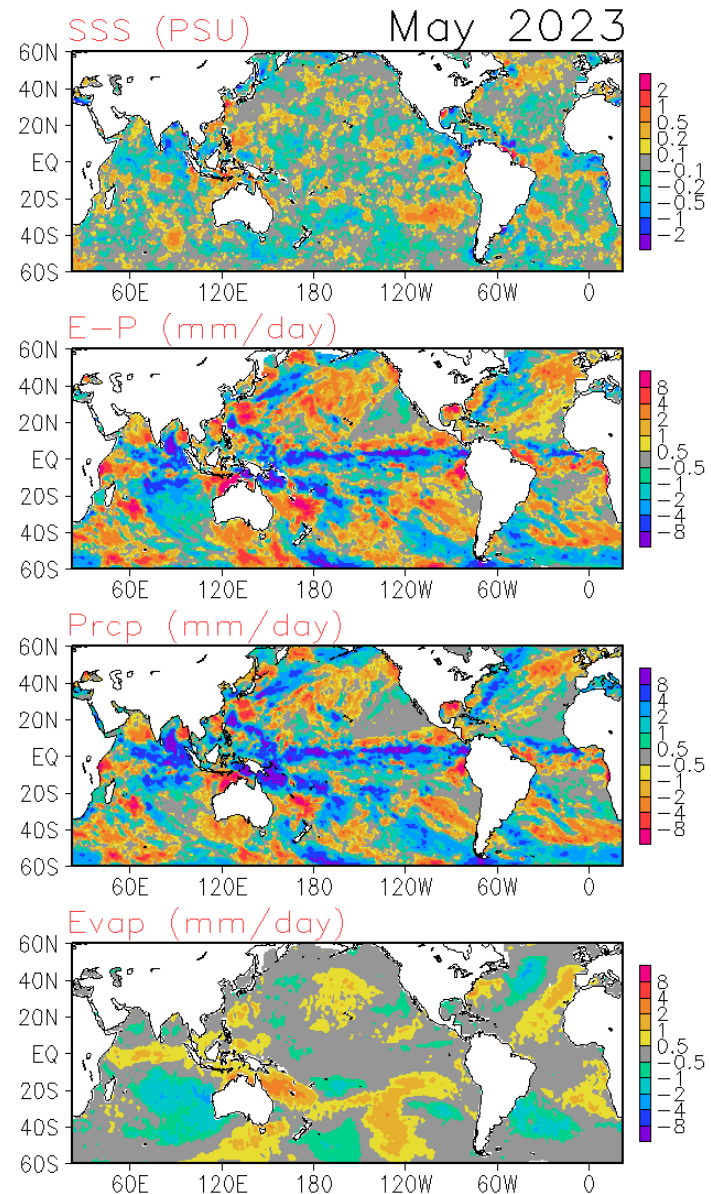 SSS (PSU) May 2023
60N
40N
20N
EQ
20S
40S
60S
60E 120E 180 120W 60W 0
2
1
0.5
0.2
0.1
-0.1
-0.2
-0.5
-1
-2
E-P (mm/day)
60N
40N
20N
EQ
20S
40S
60S
60E 120E 180 120W 60W 0
8
4
2
1
0.5
-0.5
-1
-2
-4
-8
Prcp (mm/day)
60N
40N
20N
EQ
20S
40S
60S
60E 120E 180 120W 60W 0
8
4
2
1
0.5
-0.5
-1
-2
-4
-8
Evap (mm/day)
60N
40N
20N
EQ
20S
40S
60S
60E 120E 180 120W 60W 0
8
4
2
1
0.5
-0.5
-1
-2
-4
-8